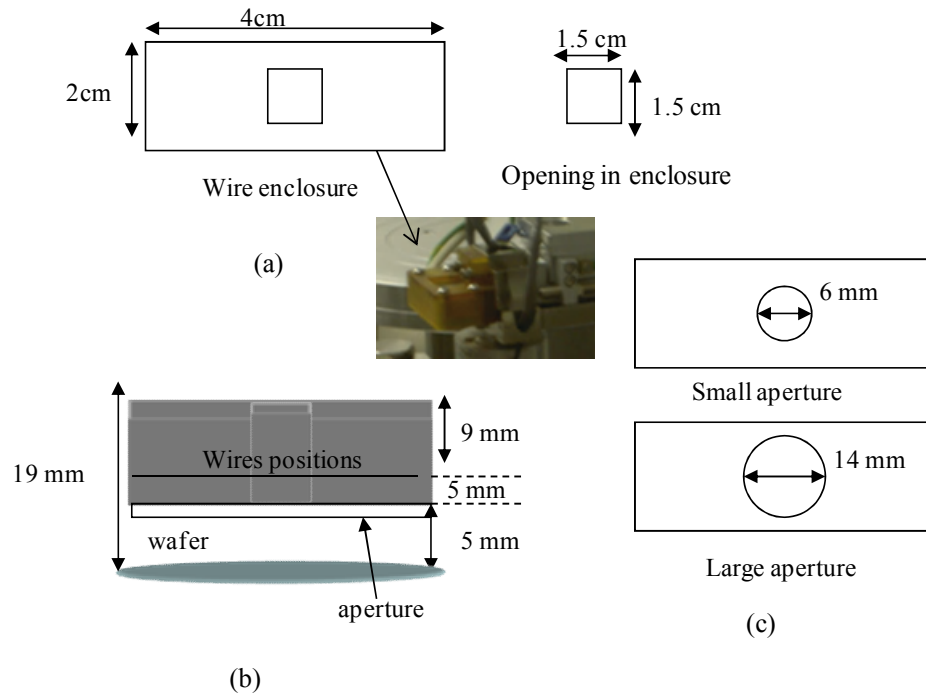 4cm
2cm
1.5 cm
1.5 cm
Wire enclosure
Opening in enclosure
(a)
6 mm
Small aperture
14 mm
Large aperture
(c)
19 mm
Wires positions
9 mm
5 mm
5 mm
wafer
aperture
(b)